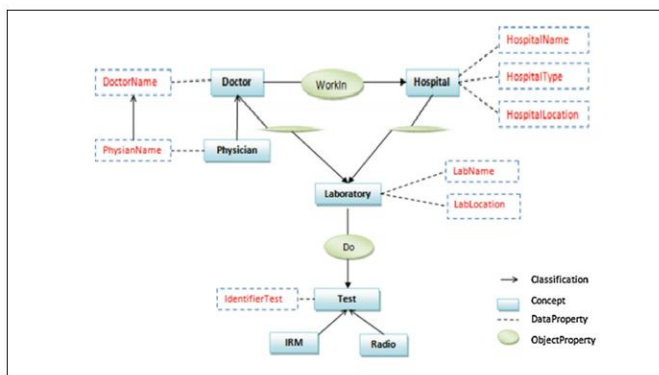 HospitalName
DoctorName
Doctor
WorkIn
Hospital
HospitalType
HospitalLocation
PhysianName
Physician
LabName
Laboratory
LabLocation
Do
IdentifierTest
Test
IRM
Radio
Classification
Concept
DataProperty
ObjectProperty